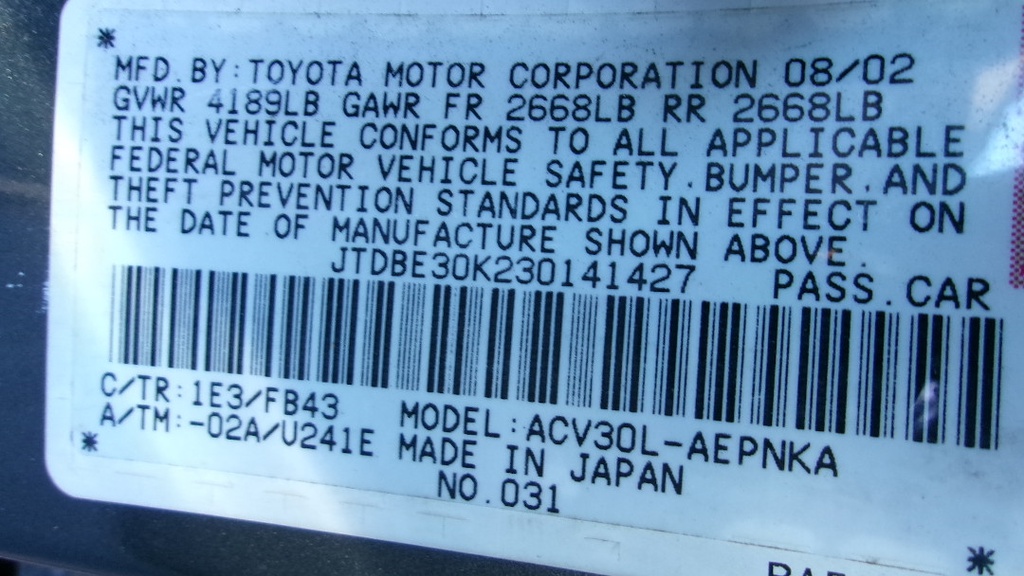 *
MFD. BY: TOYOTA MOTOR CORPORATION 08/02
GVWR 4189LB GAWR FR 2668LB RR 2668LB
THIS VEHICLE CONFORMS TO ALL APPLICABLE
FEDERAL MOTOR VEHICLE SAFETY. BUMPER. AND
THEFT PREVENTION STANDARDS IN EFFECT ON
THE DATE OF MANUFACTURE SHOWN ABOVE.
JTDBE30K230141427 PASS. CAR
C/TR: 1E3/FB43 MODEL: ACV30L-AEPNKA
A/TM: -02A/U241E MADE IN JAPAN
* NO. 031 *